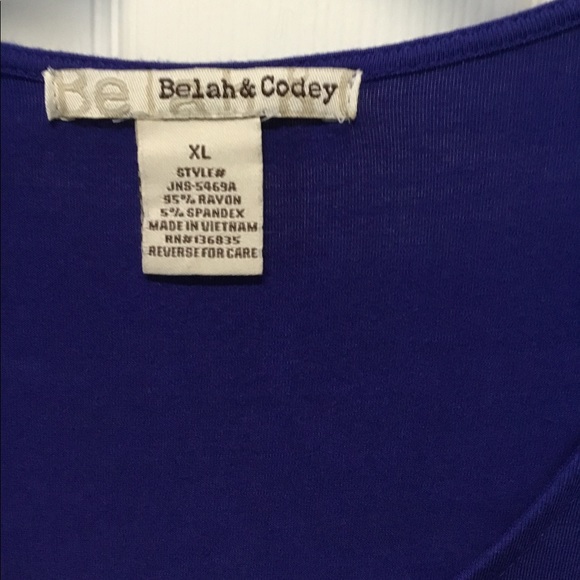 Belah & Codey
XL
STYLE#
JNS-5469A
95% RAYON
5% SPANDEX
MADE IN VIETNAM
RN#136835
REVERSE FOR CARE